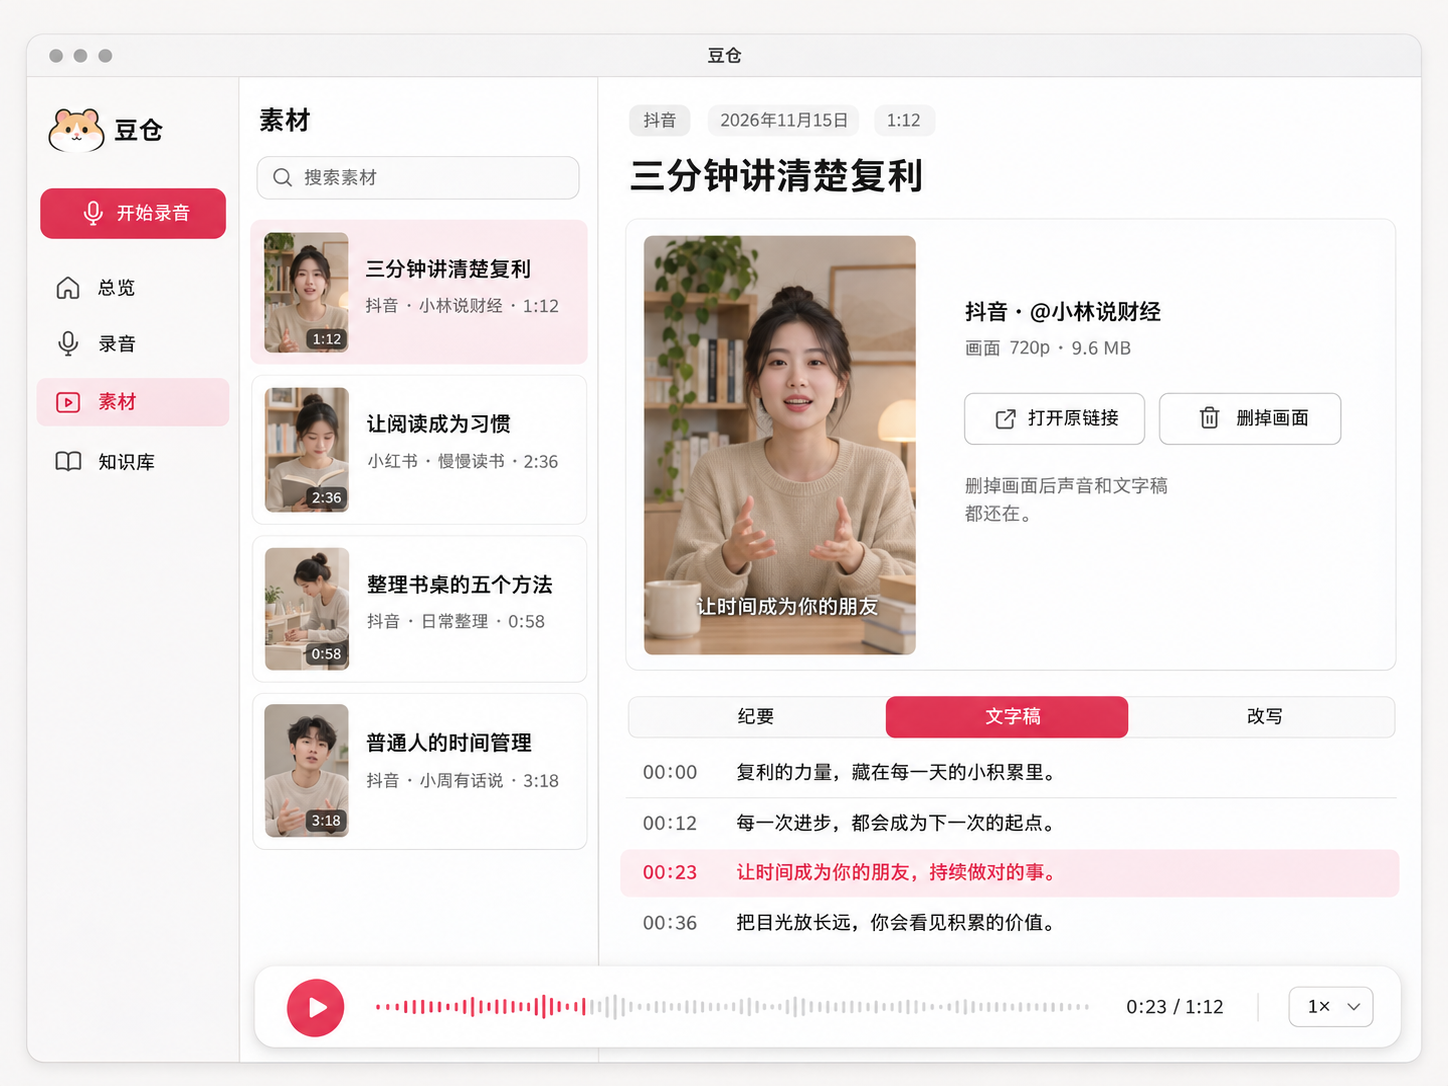 豆仓
豆仓
开始录音
总览
录音
素材
知识库
素材
搜索素材
三分钟讲清楚复利
抖音 · 小林说财经 · 1:12
1:12
让阅读成为习惯
小红书 · 慢慢读书 · 2:36
2:36
整理书桌的五个方法
抖音 · 日常整理 · 0:58
0:58
普通人的时间管理
抖音 · 小周有话说 · 3:18
3:18
抖音 2026年11月15日 1:12
三分钟讲清楚复利
让时间成为你的朋友
抖音 · @小林说财经
画面 720p · 9.6 MB
打开原链接 删掉画面
删掉画面后声音和文字稿
都还在。
纪要 文字稿 改写
00:00 复利的力量，藏在每一天的小积累里。
00:12 每一次进步，都会成为下一次的起点。
00:23 让时间成为你的朋友，持续做对的事。
00:36 把目光放长远，你会看见积累的价值。
0:23 / 1:12 1×